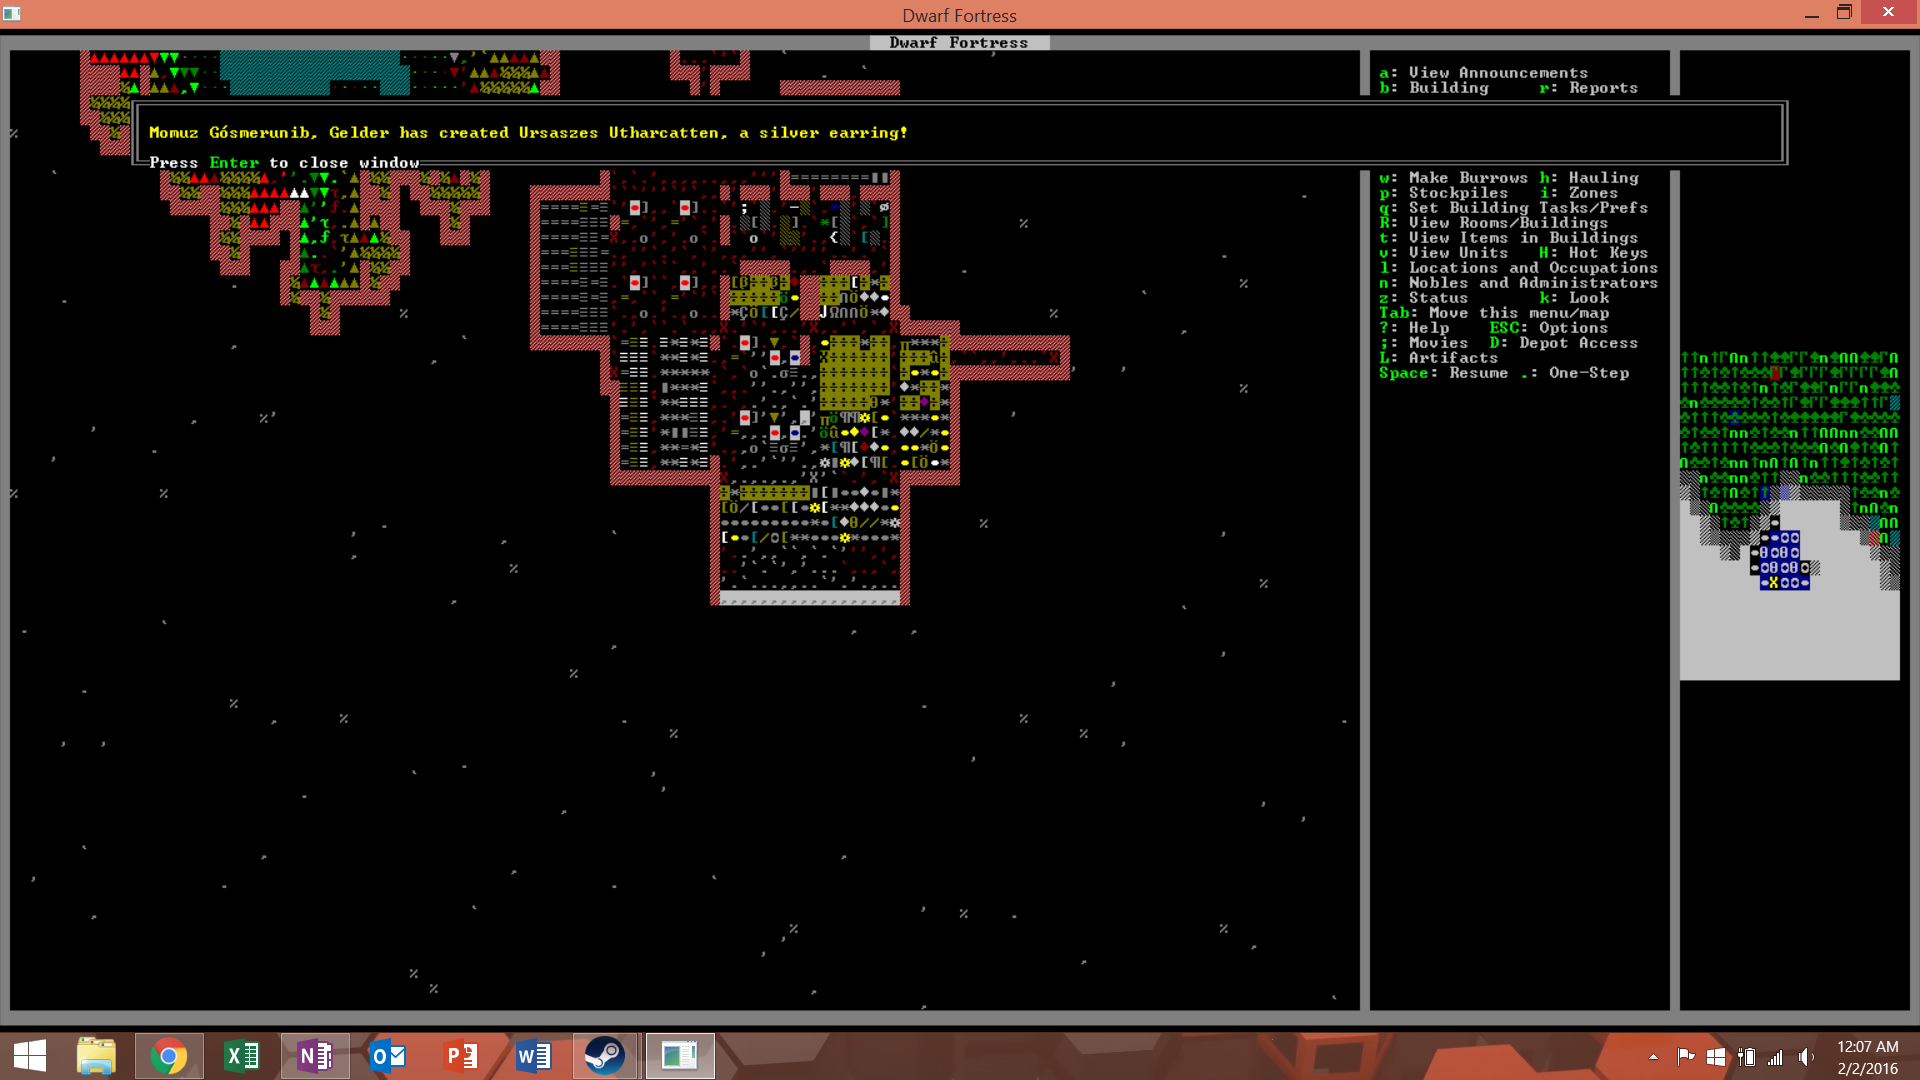 Dwarf Fortress
Dwarf Fortress
a: View Announcements
b: Building r: Reports
Momuz Gósmerunib, Gelder has created Ursaszes Utharcatten, a silver earring!
Press Enter to close window
w: Make Burrows h: Hauling
p: Stockpiles i: Zones
q: Set Building Tasks/Prefs
R: View Rooms/Buildings
t: View Items in Buildings
v: View Units H: Hot Keys
l: Locations and Occupations
n: Nobles and Administrators
z: Status k: Look
Tab: Move this menu/map
?: Help ESC: Options
;: Movies D: Depot Access
L: Artifacts
Space: Resume .: One-Step
12:07 AM
2/2/2016